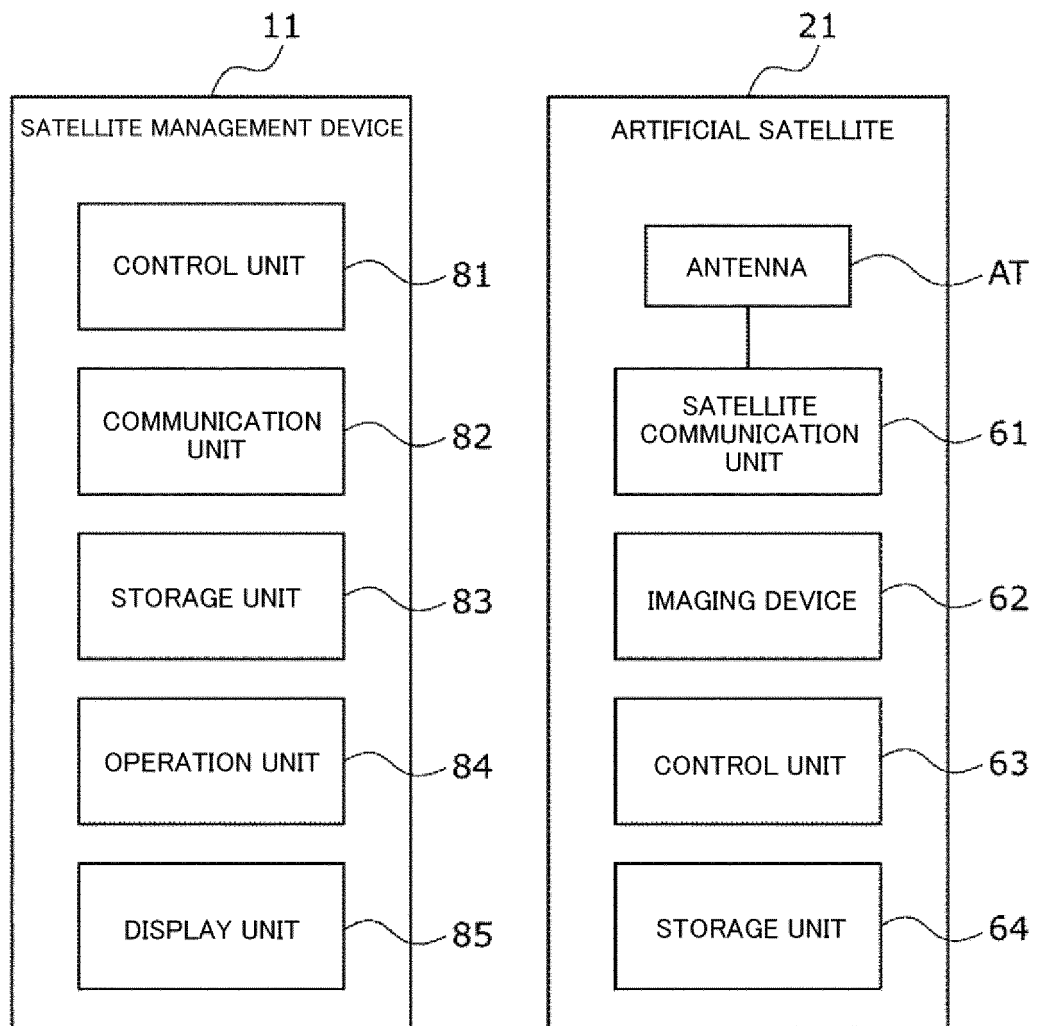 11
SATELLITE MANAGEMENT DEVICE
CONTROL UNIT
81
COMMUNICATION
UNIT
82
STORAGE UNIT
83
OPERATION UNIT
84
DISPLAY UNIT
85
21
ARTIFICIAL SATELLITE
ANTENNA
AT
SATELLITE
COMMUNICATION
UNIT
61
IMAGING DEVICE
62
CONTROL UNIT
63
STORAGE UNIT
64